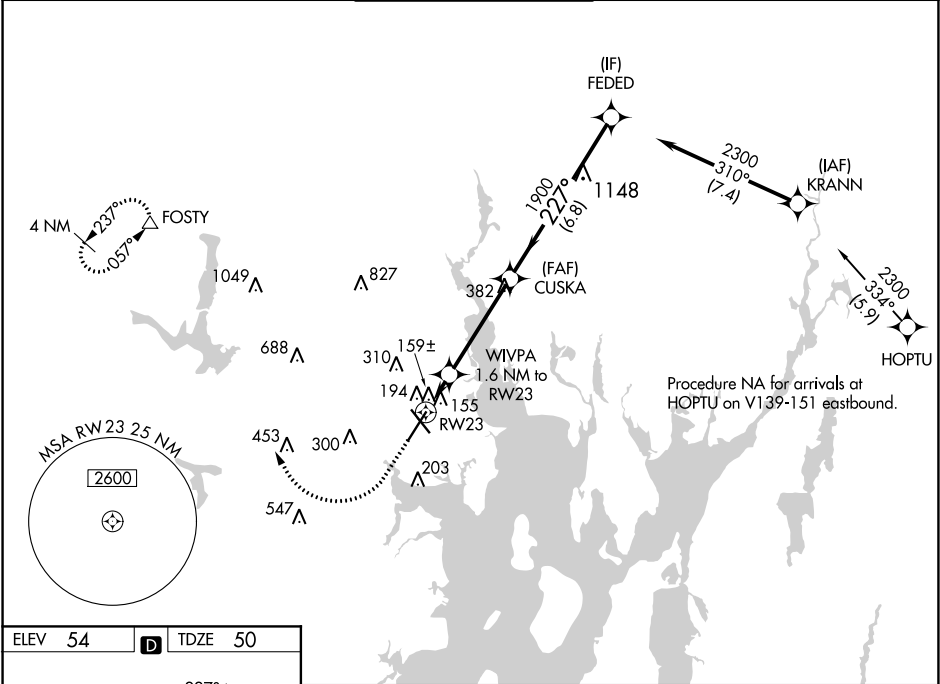 (IF)
FEDED
2300
310°
(7.4)
(IAF)
KRANN
1148
1900
227°
(6.8)
4 NM
237°
057°
FOSTY
2300
334°
(5.9)
HOPTU
1049
827
382
(FAF)
CUSKA
688
310
159±
WIVPA
1.6 NM to
RW23
194
155
RW23
Procedure NA for arrivals at
HOPTU on V139-151 eastbound.
453
300
203
547
MSA RW23 25 NM
2600
ELEV 54
D
TDZE 50